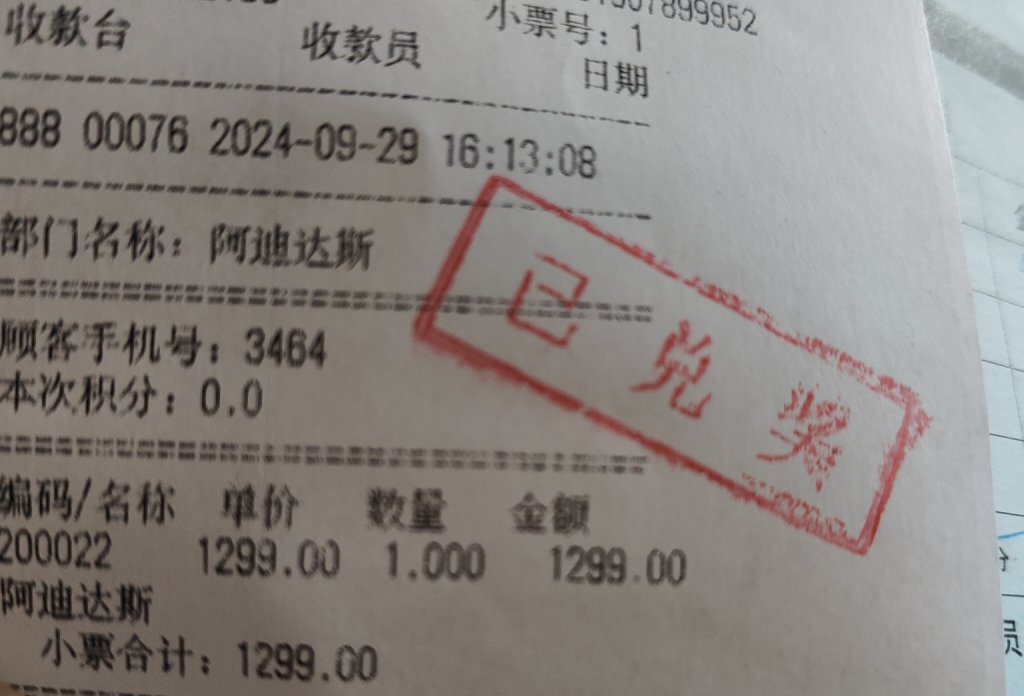 小票号：1
收款台 收款员 日期
888 00076 2024-09-29 16:13:08
部门名称：阿迪达斯
顾客手机号：3464
本次积分：0.0
已兑奖
编码/名称 单价 数量 金额
200022 1299.00 1.000 1299.00
阿迪达斯
小票合计：1299.00